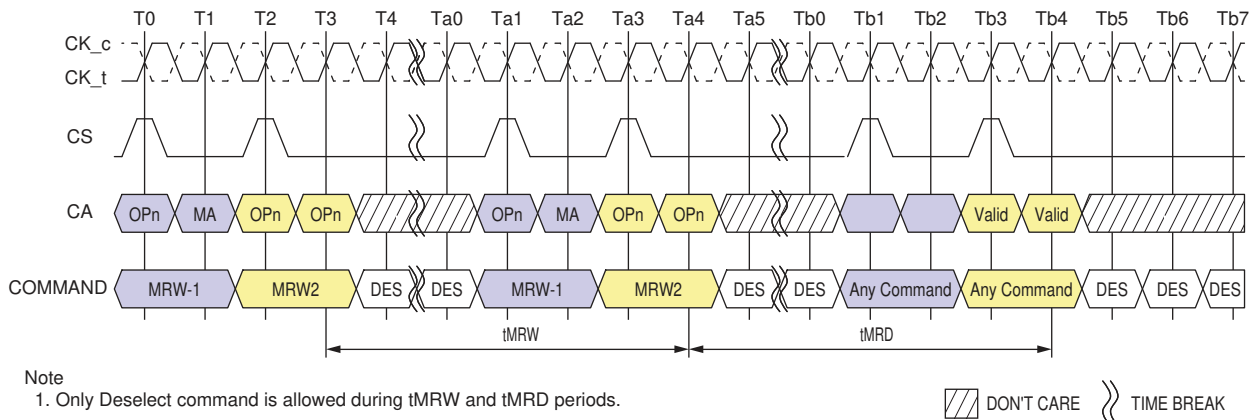 T0 T1 T2 T3 T4 Ta0 Ta1 Ta2 Ta3 Ta4 Ta5 Tb0 Tb1 Tb2 Tb3 Tb4 Tb5 Tb6 Tb7
CK_c
CK_t
CS
CA OPn MA OPn OPn OPn MA OPn OPn Valid Valid
COMMAND MRW-1 MRW2 DES DES MRW-1 MRW2 DES DES Any Command Any Command DES DES DES
tMRW tMRD
Note
1. Only Deselect command is allowed during tMRW and tMRD periods.
DON'T CARE TIME BREAK